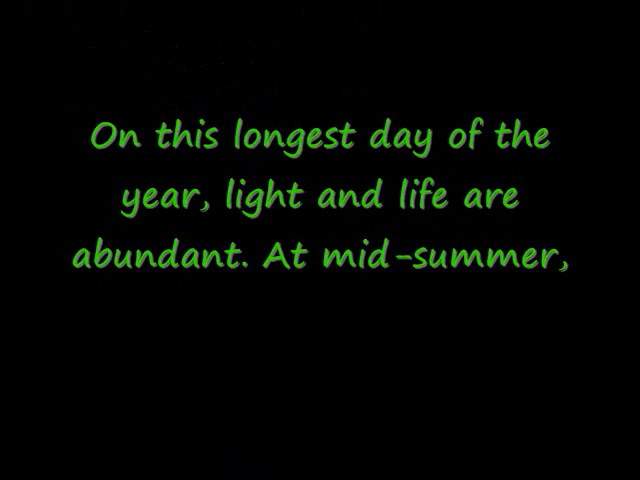 On this longest day of the
year, light and life are
abundant. At mid-summer,